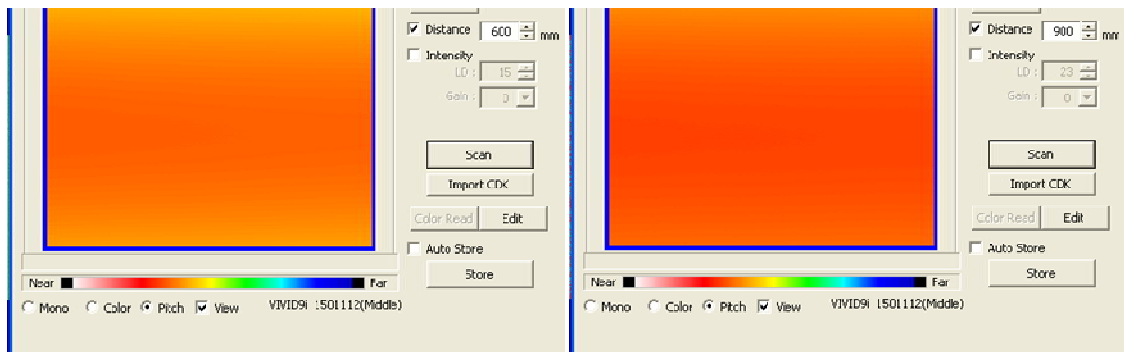 Distance 600 mm
Intensity
LD : 15
Gain : 0
Scan
Import CDK
Color Read Edit
Auto Store
Store
Near Far
Mono Color Pitch View VIVID9i 1501112(Middle)
Distance 900 mm
Intensity
LD : 23
Gain : 0
Scan
Import CDK
Color Read Edit
Auto Store
Store
Near Far
Mono Color Pitch View VIVID9i 1501112(Middle)